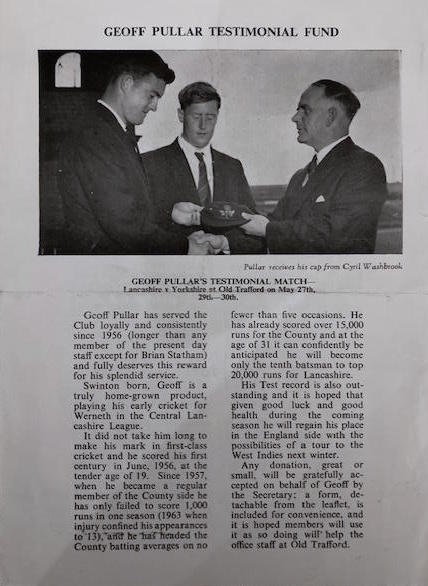 GEOFF PULLAR TESTIMONIAL FUND
Pullar receives his cap from Cyril Washbrook
GEOFF PULLAR'S TESTIMONIAL MATCH—
Lancashire v Yorkshire at Old Trafford on May 27th,
29th—30th.
Geoff Pullar has served the
Club loyally and consistently
since 1956 (longer than any
member of the present day
staff except for Brian Statham)
and fully deserves this reward
for his splendid service.
Swinton born, Geoff is a
truly home-grown product,
playing his early cricket for
Werneth in the Central Lan-
cashire League.
It did not take him long to
make his mark in first-class
cricket and he scored his first
century in June, 1956, at the
tender age of 19. Since 1957,
when he became a regular
member of the County side he
has only failed to score 1,000
runs in one season (1963 when
injury confined his appearances
to 13), and he has headed the
County batting averages on no
fewer than five occasions. He
has already scored over 15,000
runs for the County and at the
age of 31 it can confidently be
anticipated he will become
only the tenth batsman to top
20,000 runs for Lancashire.
His Test record is also out-
standing and it is hoped that
given good luck and good
health during the coming
season he will regain his place
in the England side with the
possibilities of a tour to the
West Indies next winter.
Any donation, great or
small, will be gratefully ac-
cepted on behalf of Geoff by
the Secretary: a form, de-
tachable from the leaflet, is
included for convenience, and
it is hoped members will use
it as so doing will help the
office staff at Old Trafford.